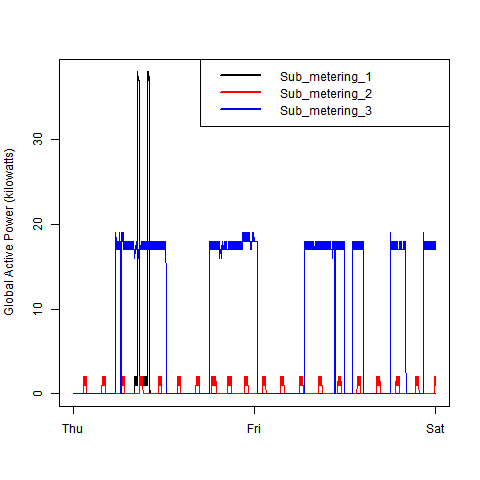 Sub_metering_1
Sub_metering_2
Sub_metering_3
Global Active Power (kilowatts)
30
20
10
0
Thu Fri Sat